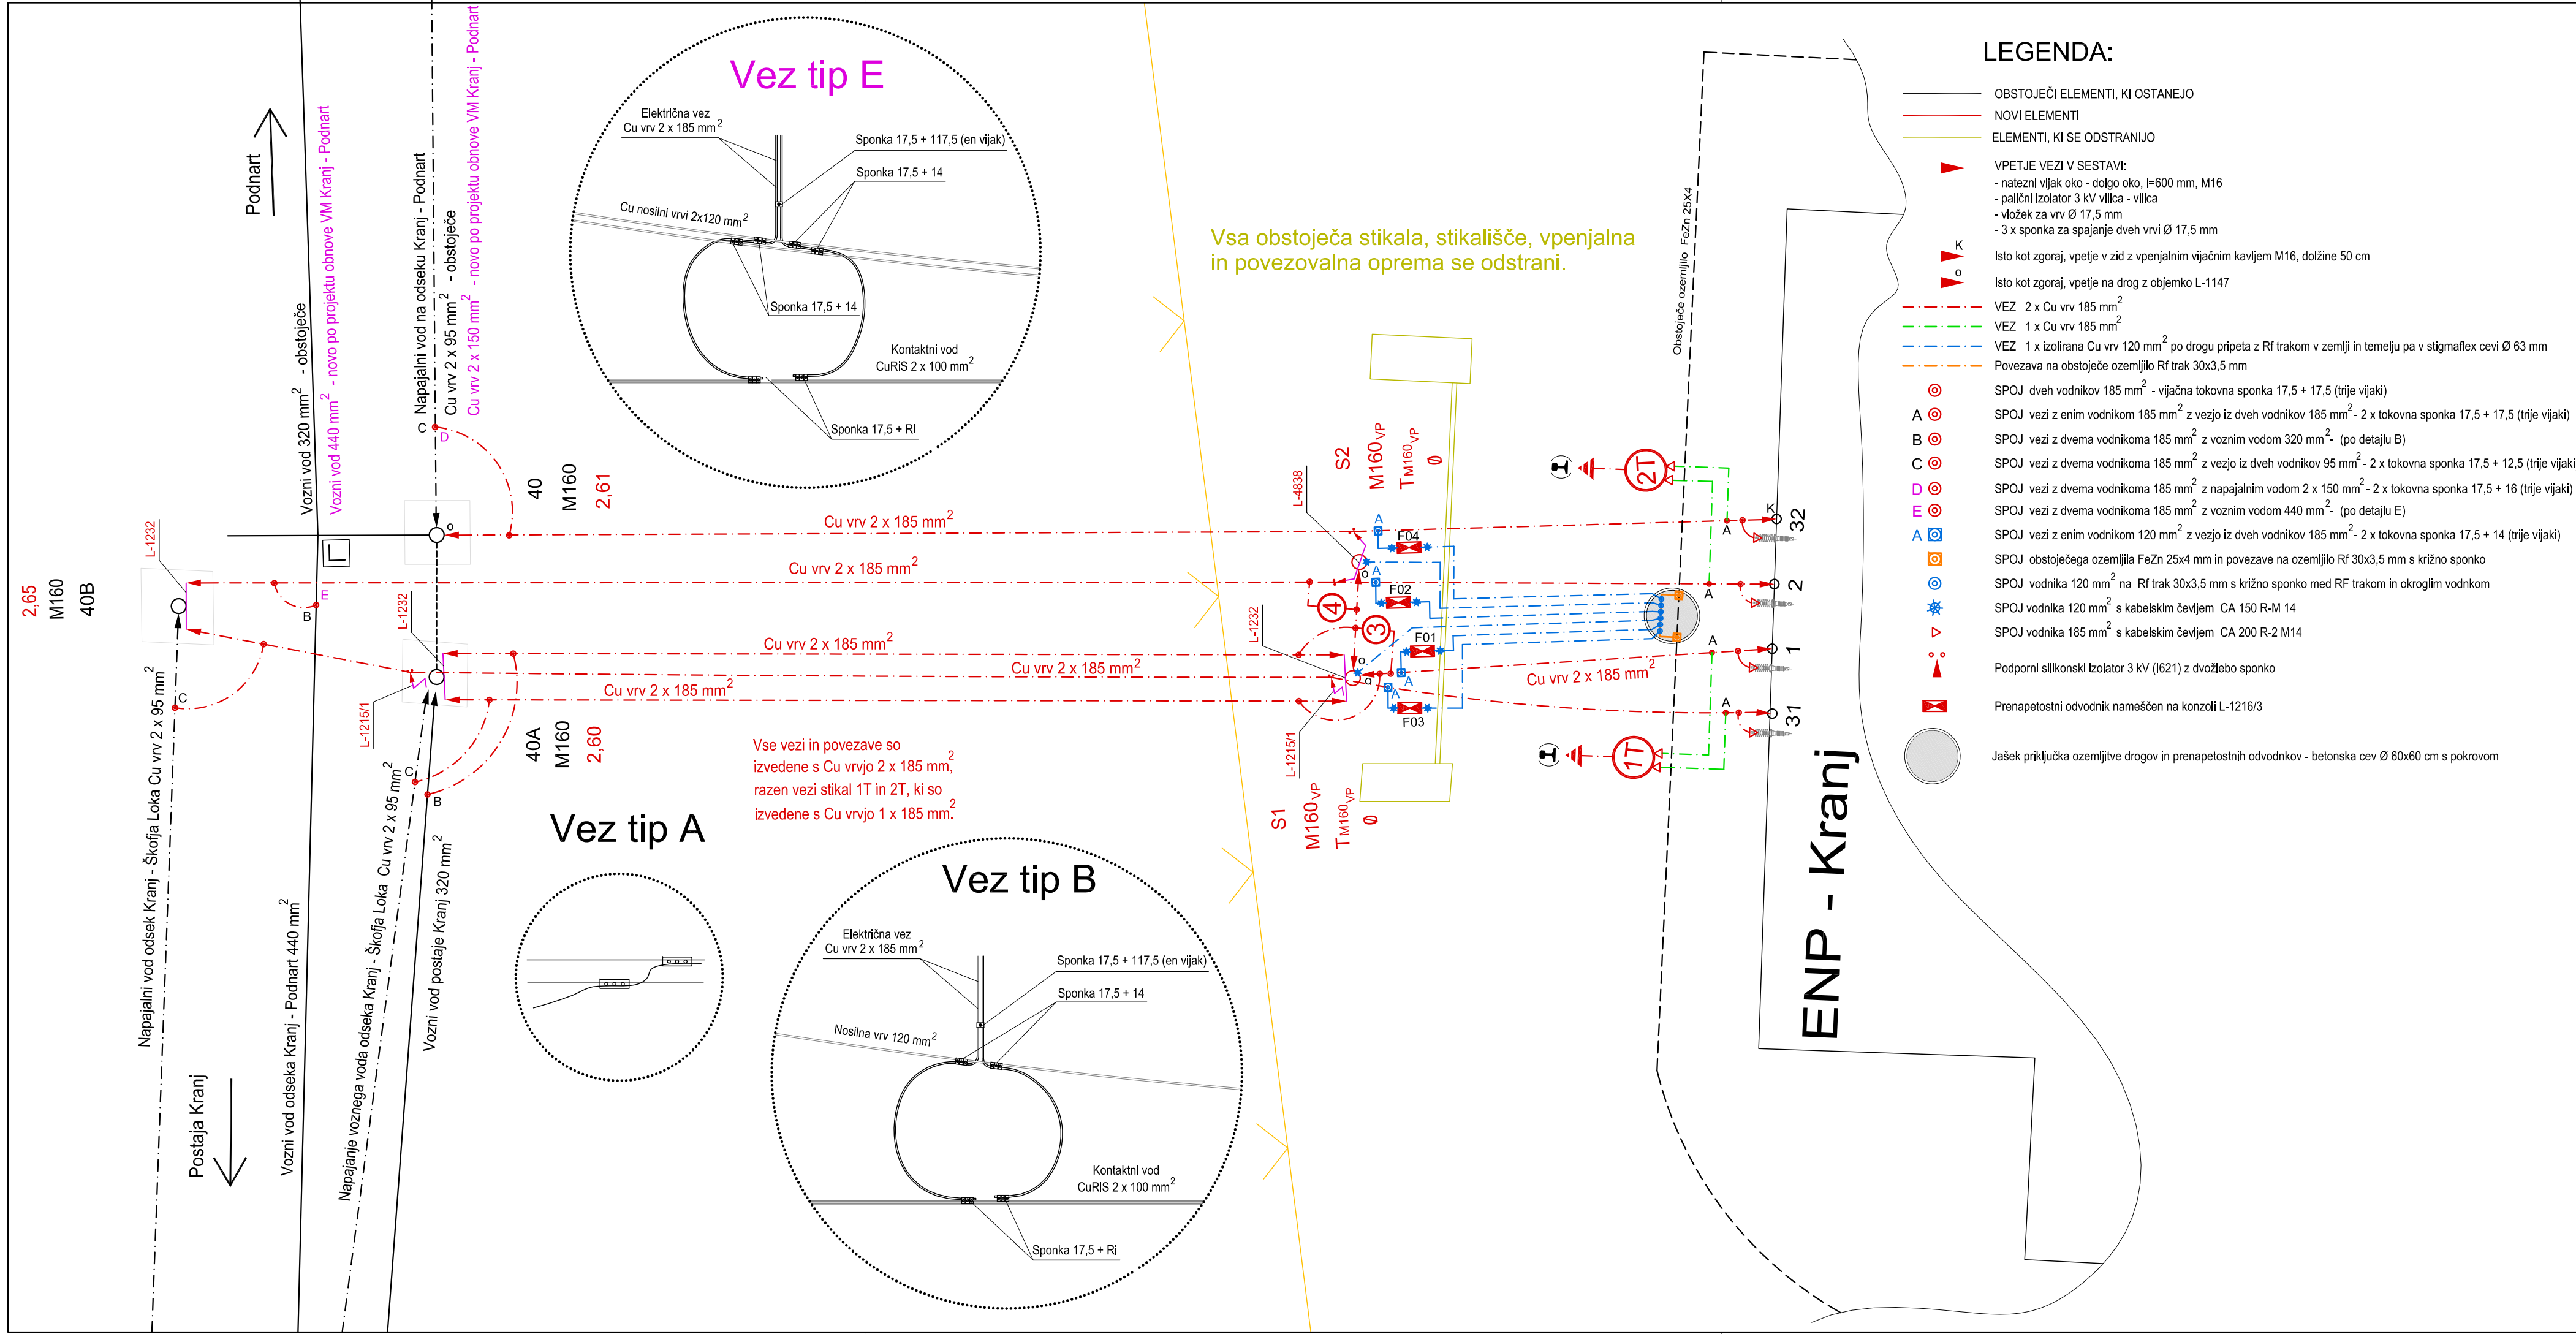 Podnart
Vozni vod 320 mm² - obstoječe
Vozni vod 440 mm² - novo po projektu obnove VM Kranj - Podnart
Napajalni vod na odseku Kranj - Podnart
Cu vrv 2 x 95 mm² - obstoječe
Cu vrv 2 x 150 mm² - novo po projektu obnove VM Kranj - Podnart
C
D
Vez tip E
Električna vez
Cu vrv 2 x 185 mm²
Sponka 17,5 + 117,5 (en vijak)
Sponka 17,5 + 14
Cu nosilni vrvi 2x120 mm²
Sponka 17,5 + 14
Kontaktni vod
CuRiS 2 x 100 mm²
Sponka 17,5 + Ri
Vsa obstoječa stikala, stikališče, vpenjalna
in povezovalna oprema se odstrani.
Obstoječe ozemljilo FeZn 25X4
40
M160
2,61
2,65
M160
40B
L-1232
L
o
E
B
L-1232
C
L-1215/1
40A
M160
2,60
C
B
Cu vrv 2 x 185 mm²
Cu vrv 2 x 185 mm²
Cu vrv 2 x 185 mm²
Cu vrv 2 x 185 mm²
Cu vrv 2 x 185 mm²
Cu vrv 2 x 185 mm²
S2
M160VP
TM160VP
0
L-4838
A
F04
o
A
F02
4
3
L-1232
F01
o
o
A
A
F03
L-1215/1
S1
M160VP
TM160VP
0
2T
1T
K
32
A
2
A
1
A
31
A
ENP - Kranj
Napajalni vod odsek Kranj - Škofja Loka Cu vrv 2 x 95 mm²
Postaja Kranj
Vozni vod odseka Kranj - Podnart 440 mm²
Napajanje voznega voda odseka Kranj - Škofja Loka Cu vrv 2 x 95 mm²
Vozni vod postaje Kranj 320 mm²
Vse vezi in povezave so
izvedene s Cu vrvjo 2 x 185 mm²,
razen vezi stikal 1T in 2T, ki so
izvedene s Cu vrvjo 1 x 185 mm².
Vez tip A
Vez tip B
Električna vez
Cu vrv 2 x 185 mm²
Sponka 17,5 + 117,5 (en vijak)
Sponka 17,5 + 14
Nosilna vrv 120 mm²
Kontaktni vod
CuRiS 2 x 100 mm²
Sponka 17,5 + Ri
LEGENDA:
OBSTOJEČI ELEMENTI, KI OSTANEJO
NOVI ELEMENTI
ELEMENTI, KI SE ODSTRANIJO
VPETJE VEZI V SESTAVI:
- natezni vijak oko - dolgo oko, l=600 mm, M16
- palični izolator 3 kV vilica - vilica
- vložek za vrv Ø 17,5 mm
- 3 x sponka za spajanje dveh vrvi Ø 17,5 mm
K Isto kot zgoraj, vpetje v zid z vpenjalnim vijačnim kavljem M16, dolžine 50 cm
o Isto kot zgoraj, vpetje na drog z objemko L-1147
VEZ 2 x Cu vrv 185 mm²
VEZ 1 x Cu vrv 185 mm²
VEZ 1 x izolirana Cu vrv 120 mm² po drogu pripeta z Rf trakom v zemlji in temelju pa v stigmaflex cevi Ø 63 mm
Povezava na obstoječe ozemljilo Rf trak 30x3,5 mm
SPOJ dveh vodnikov 185 mm² - vijačna tokovna sponka 17,5 + 17,5 (trije vijaki)
A SPOJ vezi z enim vodnikom 185 mm² z vezjo iz dveh vodnikov 185 mm² - 2 x tokovna sponka 17,5 + 17,5 (trije vijaki)
B SPOJ vezi z dvema vodnikoma 185 mm² z voznim vodom 320 mm² - (po detajlu B)
C SPOJ vezi z dvema vodnikoma 185 mm² z vezjo iz dveh vodnikov 95 mm² - 2 x tokovna sponka 17,5 + 12,5 (trije vijaki
D SPOJ vezi z dvema vodnikoma 185 mm² z napajalnim vodom 2 x 150 mm² - 2 x tokovna sponka 17,5 + 16 (trije vijaki)
E SPOJ vezi z dvema vodnikoma 185 mm² z voznim vodom 440 mm² - (po detajlu E)
A SPOJ vezi z enim vodnikom 120 mm² z vezjo iz dveh vodnikov 185 mm² - 2 x tokovna sponka 17,5 + 14 (trije vijaki)
SPOJ obstoječega ozemljila FeZn 25x4 mm in povezave na ozemljilo Rf 30x3,5 mm s križno sponko
SPOJ vodnika 120 mm² na Rf trak 30x3,5 mm s križno sponko med RF trakom in okroglim vodnkom
SPOJ vodnika 120 mm² s kabelskim čevljem CA 150 R-M 14
SPOJ vodnika 185 mm² s kabelskim čevljem CA 200 R-2 M14
Podporni silikonski izolator 3 kV (I621) z dvožlebo sponko
Prenapetostni odvodnik nameščen na konzoli L-1216/3
Jašek priključka ozemljitve drogov in prenapetostnih odvodnkov - betonska cev Ø 60x60 cm s pokrovom